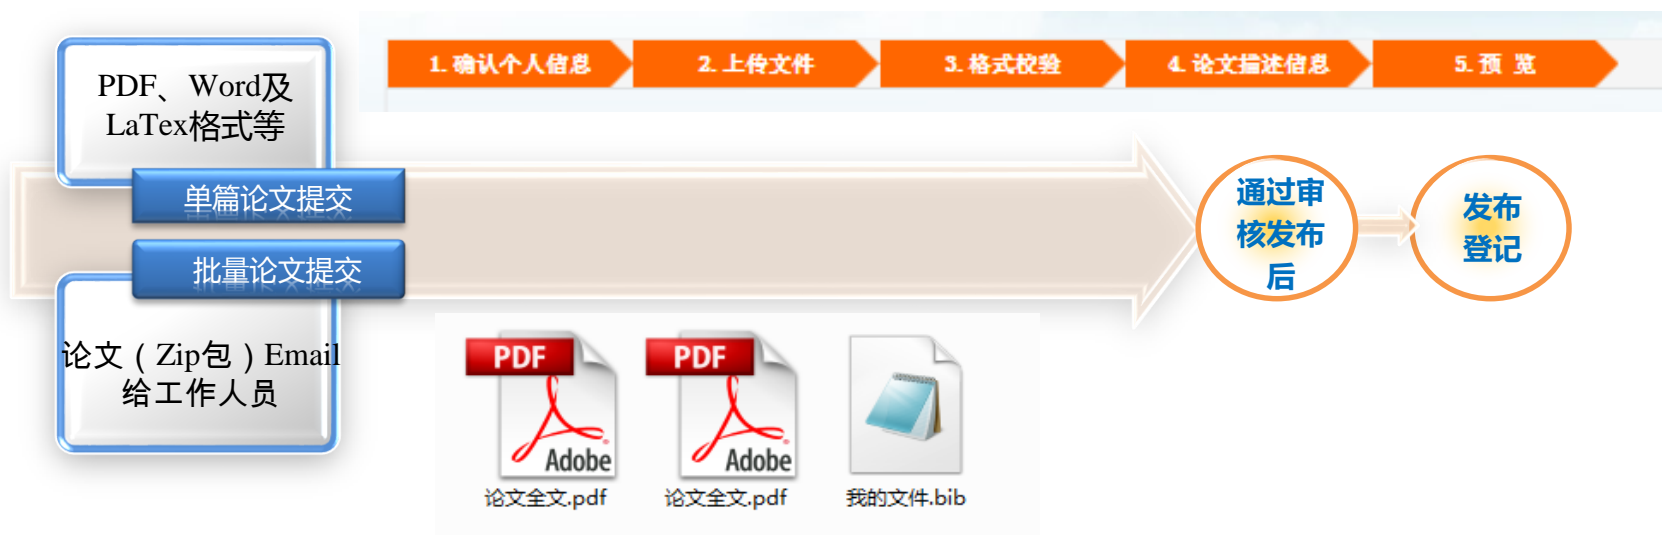 1. 确认个人信息
2. 上传文件
3. 格式校验
4. 论文描述信息
5. 预 览
PDF、Word及
LaTex格式等
单篇论文提交
批量论文提交
论文（Zip包）Email
给工作人员
通过审
核发布
后
发布
登记
PDF
Adobe
论文全文.pdf
PDF
Adobe
论文全文.pdf
我的文件.bib